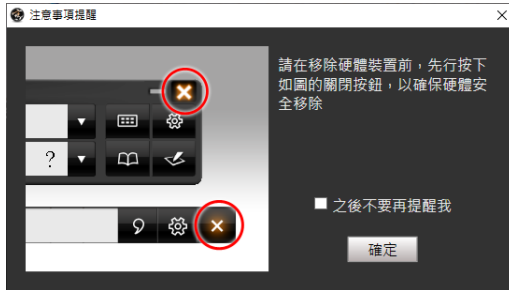 注意事項提醒
?
請在移除硬體裝置前，先行按下
如圖的關閉按鈕，以確保硬體安
全移除
之後不要再提醒我
確定